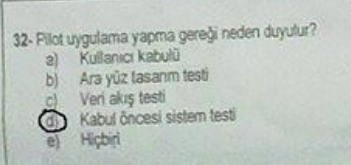 32- Pilot uygulama yapma gereği neden duyulur?
a) Kullanıcı kabulü
b) Ara yüz tasarım testi
c) Veri akış testi
d) Kabul öncesi sistem testi
e) Hiçbiri